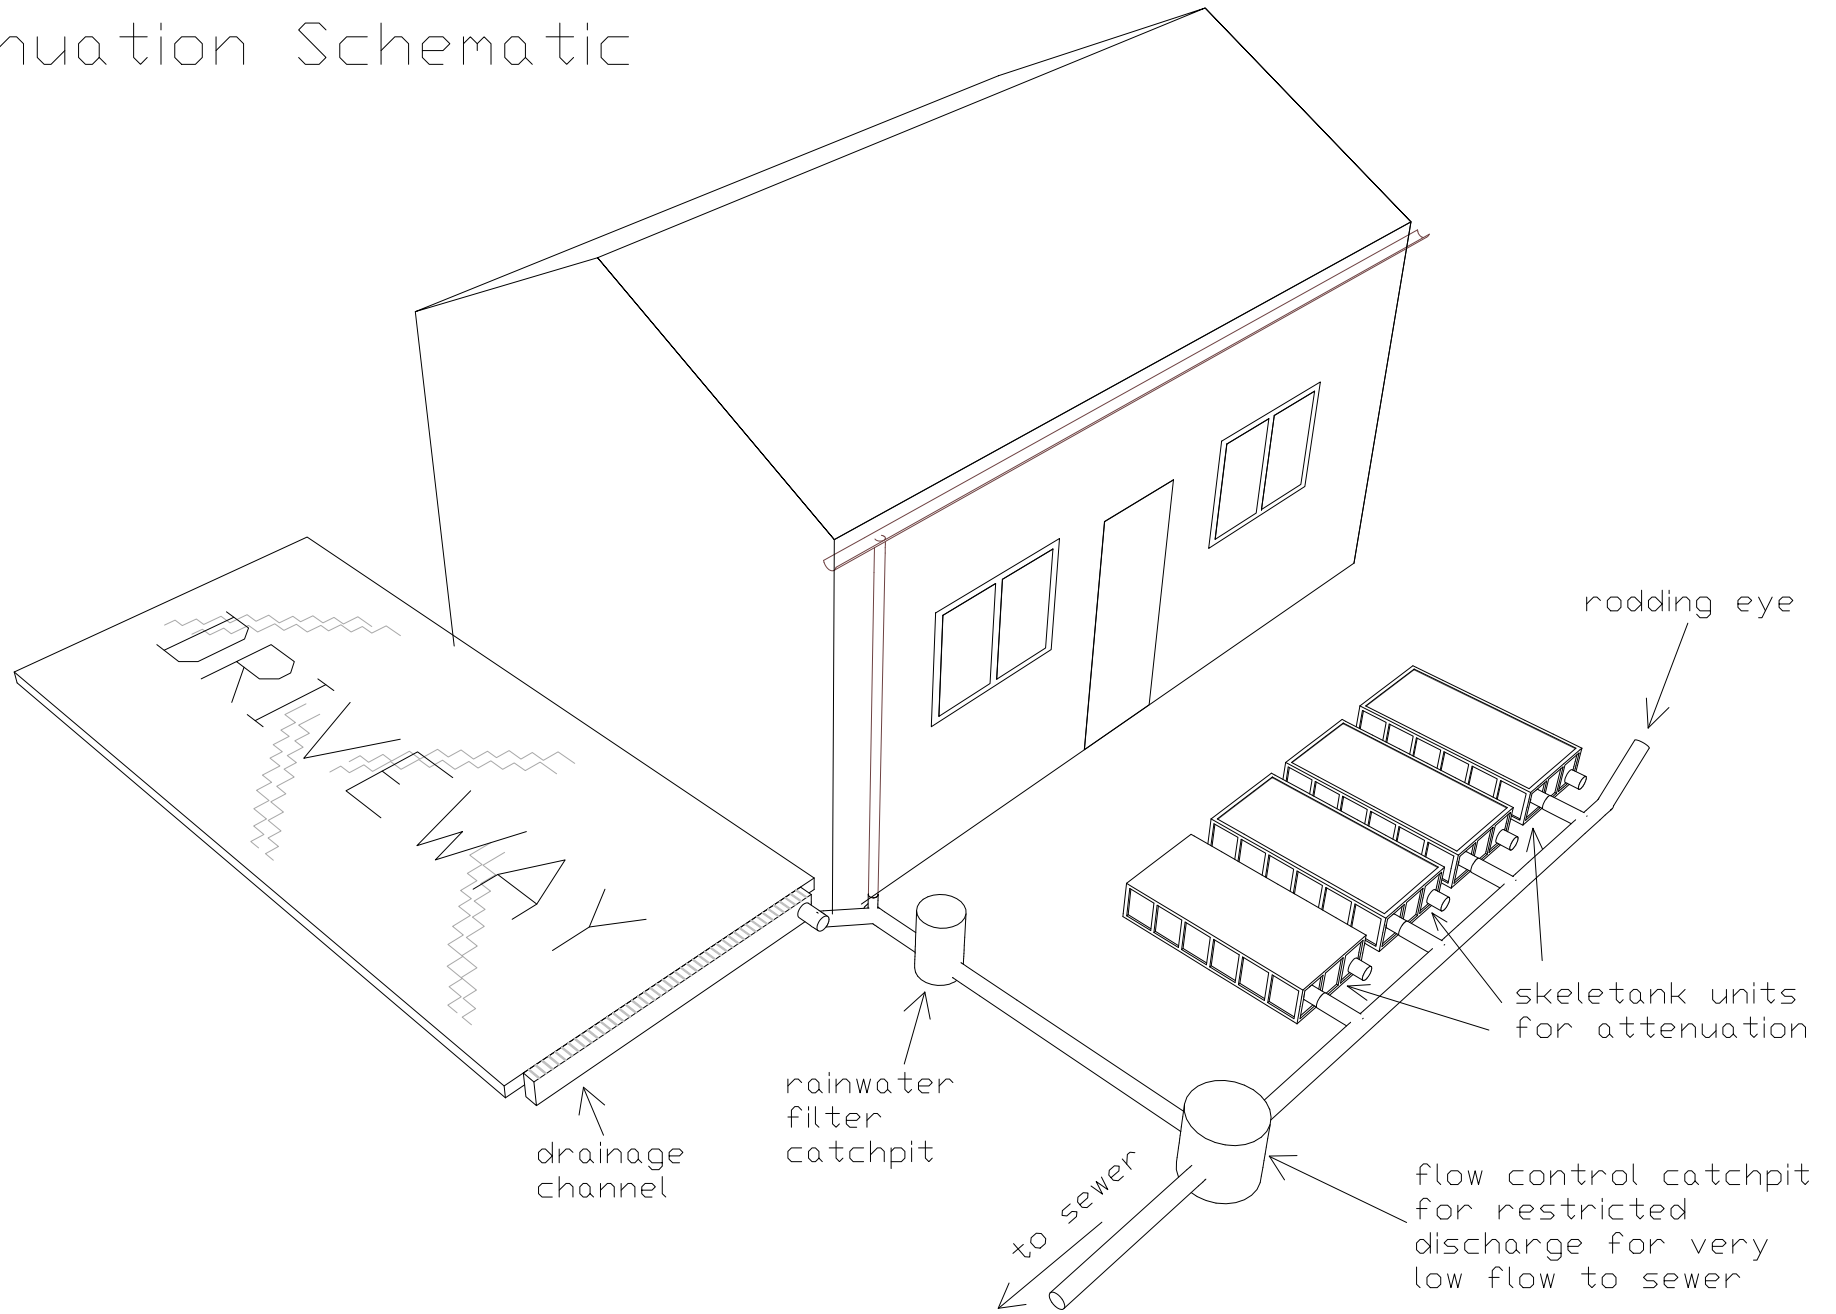 nuation Schematic
rodding eye
DRIVEWAY
skeletank units
for attenuation
rainwater
filter
catchpit
drainage
channel
to sewer
flow control catchpit
for restricted
discharge for very
low flow to sewer